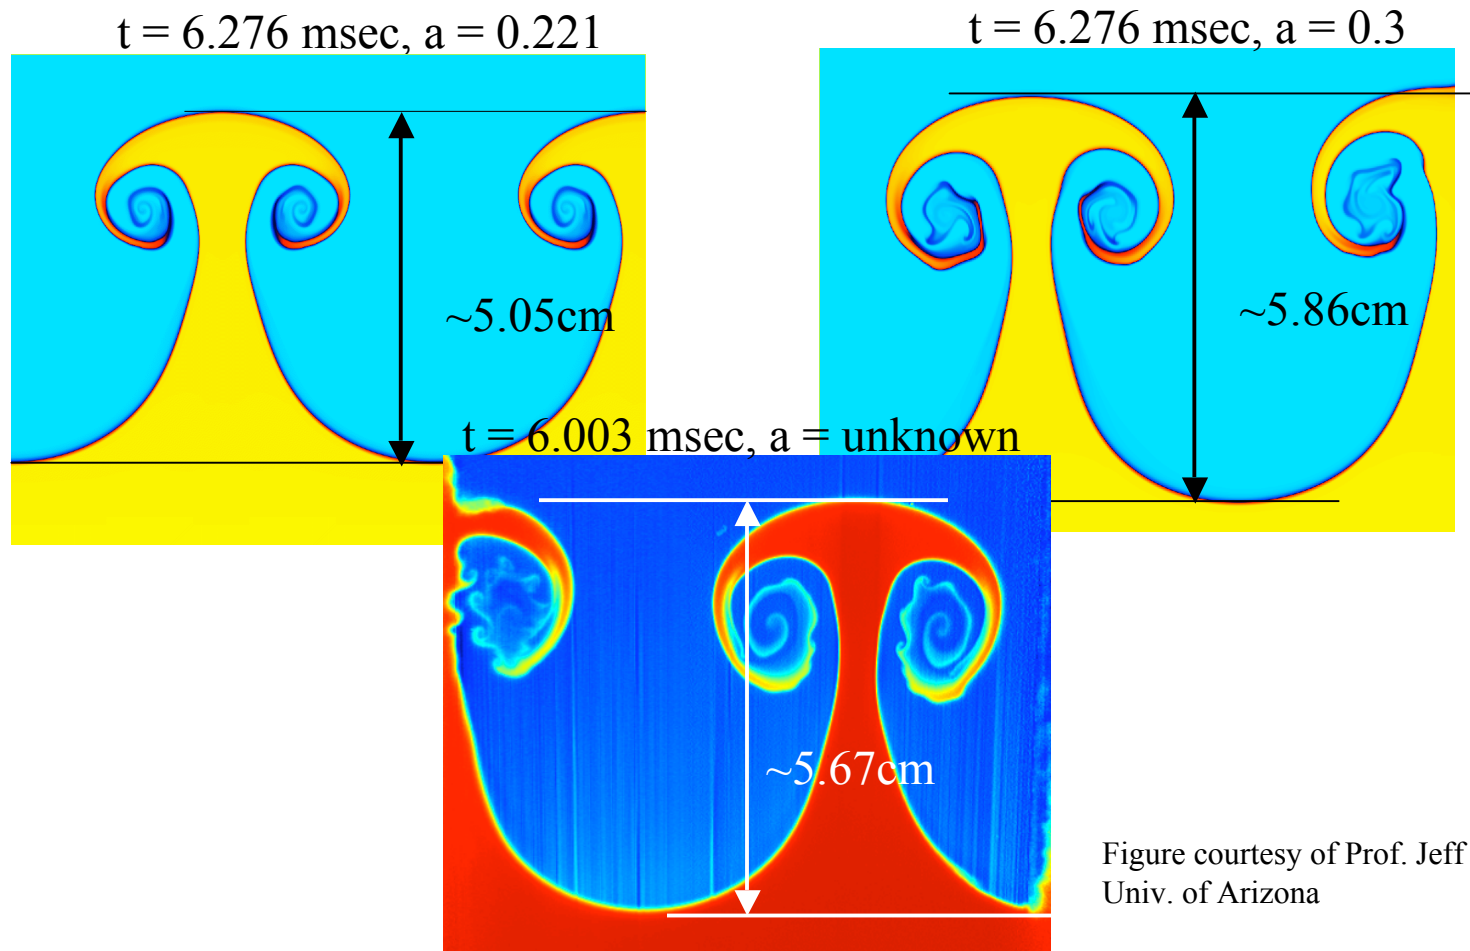 t = 6.276 msec, a = 0.221
t = 6.276 msec, a = 0.3
~5.05cm
~5.86cm
t = 6.003 msec, a = unknown
~5.67cm
Figure courtesy of Prof. Jeff
Univ. of Arizona